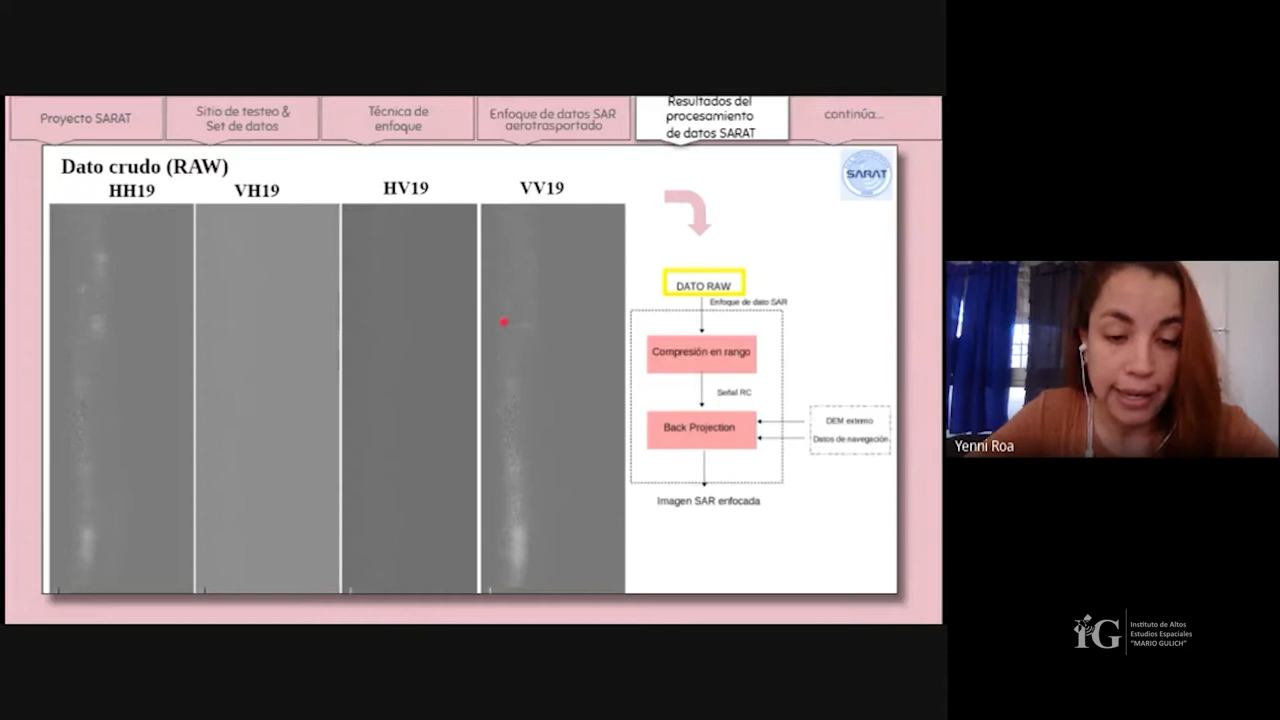 Proyecto SARAT
Sitio de testeo &
Set de datos
Técnica de
enfoque
Enfoque de datos SAR
aerotrasportado
Resultados del
procesamiento
de datos SARAT
continúa...
Dato crudo (RAW)
HH19
VH19
HV19
VV19
SARAT
DATO RAW
Enfoque de dato SAR
Compresión en rango
Señal RC
Back Projection
DEM externo
Datos de navegación
Imagen SAR enfocada
Yenni Roa
iG
Instituto de Altos
Estudios Espaciales
"MARIO GULICH"